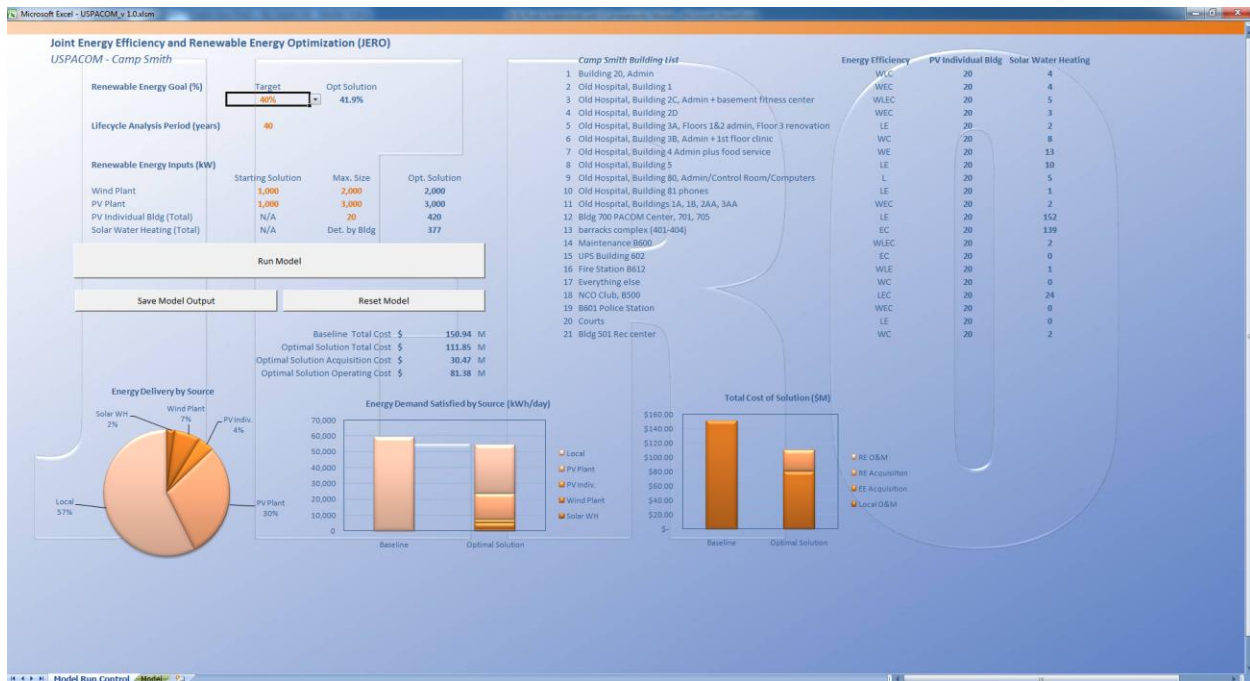 Microsoft Excel - USPACOM_v 1.0.xlsm
Joint Energy Efficiency and Renewable Energy Optimization (JERO)
USPACOM - Camp Smith
Renewable Energy Goal (%) Target Opt Solution
40% 41.9%
Lifecycle Analysis Period (years) 40
Renewable Energy Inputs (kW)
Starting Solution Max. Size Opt. Solution
Wind Plant 1,000 2,000 2,000
PV Plant 1,000 3,000 3,000
PV Individual Bldg (Total) N/A 20 420
Solar Water Heating (Total) N/A Det. by Bldg 377
Run Model
Save Model Output Reset Model
Baseline Total Cost $ 150.94 M
Optimal Solution Total Cost $ 111.85 M
Optimal Solution Acquisition Cost $ 30.47 M
Optimal Solution Operating Cost $ 81.38 M
Camp Smith Building List Energy Efficiency PV Individual Bldg Solar Water Heating
1 Building 20, Admin WLC 20 4
2 Old Hospital, Building 1 WEC 20 4
3 Old Hospital, Building 2C, Admin + basement fitness center WLEC 20 5
4 Old Hospital, Building 2D WEC 20 3
5 Old Hospital, Building 3A, Floors 1&2 admin, Floor 3 renovation LE 20 2
6 Old Hospital, Building 3B, Admin + 1st floor clinic WC 20 8
7 Old Hospital, Building 4 Admin plus food service WE 20 13
8 Old Hospital, Building 5 LE 20 10
9 Old Hospital, Building 80, Admin/Control Room/Computers L 20 5
10 Old Hospital, Building 81 phones LE 20 1
11 Old Hospital, Buildings 1A, 1B, 2AA, 3AA WEC 20 2
12 Bldg 700 PACOM Center, 701, 705 LE 20 152
13 barracks complex (401-404) EC 20 139
14 Maintenance B600 WLEC 20 2
15 UPS Building 602 EC 20 0
16 Fire Station B612 WLE 20 1
17 Everything else WC 20 0
18 NCO Club, B500 LEC 20 24
19 B601 Police Station WEC 20 0
20 Courts LE 20 0
21 Bldg 501 Rec center WC 20 2
Energy Delivery by Source
Solar WH 2%
Wind Plant 7%
PV Indiv. 4%
PV Plant 30%
Local 57%
Energy Demand Satisfied by Source (kWh/day)
70,000
60,000
50,000
40,000
30,000
20,000
10,000
0
Baseline Optimal Solution
Local
PV Plant
PV Indiv.
Wind Plant
Solar WH
Total Cost of Solution ($M)
$160.00
$140.00
$120.00
$100.00
$80.00
$60.00
$40.00
$20.00
$-
Baseline Optimal Solution
RE O&M
RE Acquisition
EE Acquisition
Local O&M
Model Run Control Model
JERO